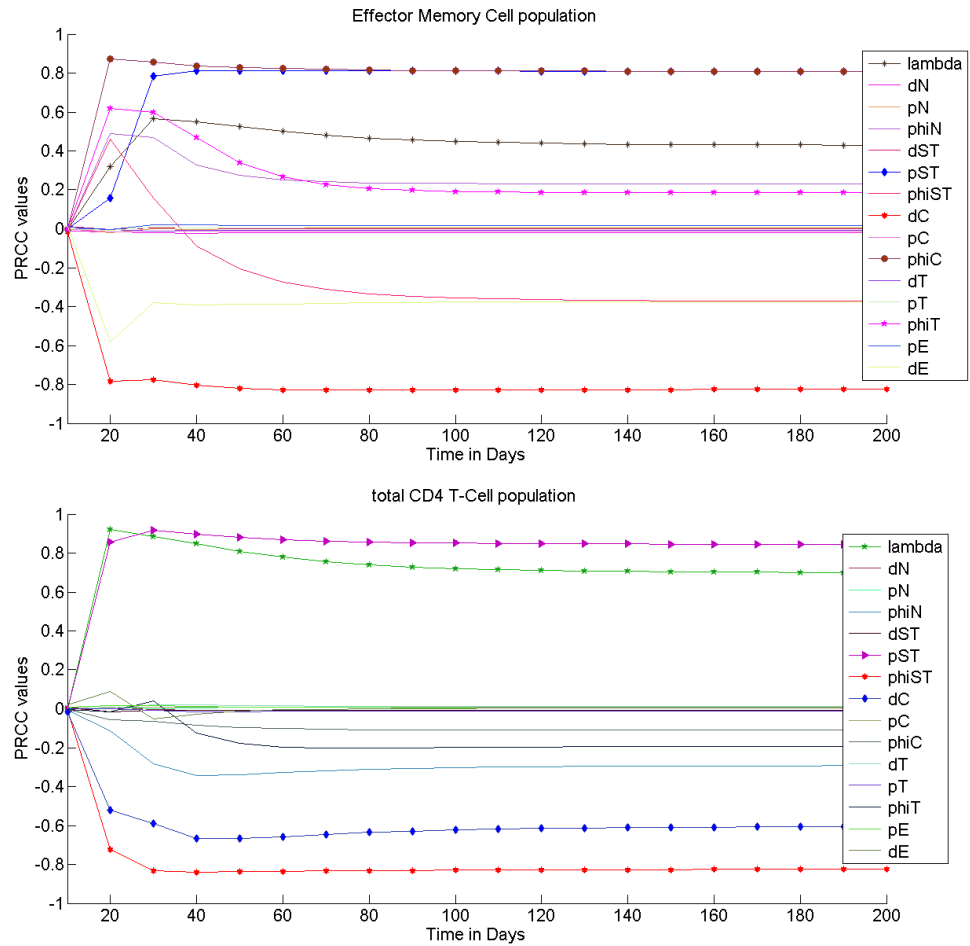 Effector Memory Cell population
1
0.8
0.6
0.4
0.2
0
-0.2
-0.4
-0.6
-0.8
-1
PRCC values
20 40 60 80 100 120 140 160 180 200
Time in Days
lambda
dN
pN
phiN
dST
pST
phiST
dC
pC
phiC
dT
pT
phiT
pE
dE
total CD4 T-Cell population
1
0.8
0.6
0.4
0.2
0
-0.2
-0.4
-0.6
-0.8
-1
PRCC values
20 40 60 80 100 120 140 160 180 200
Time in Days
lambda
dN
pN
phiN
dST
pST
phiST
dC
pC
phiC
dT
pT
phiT
pE
dE